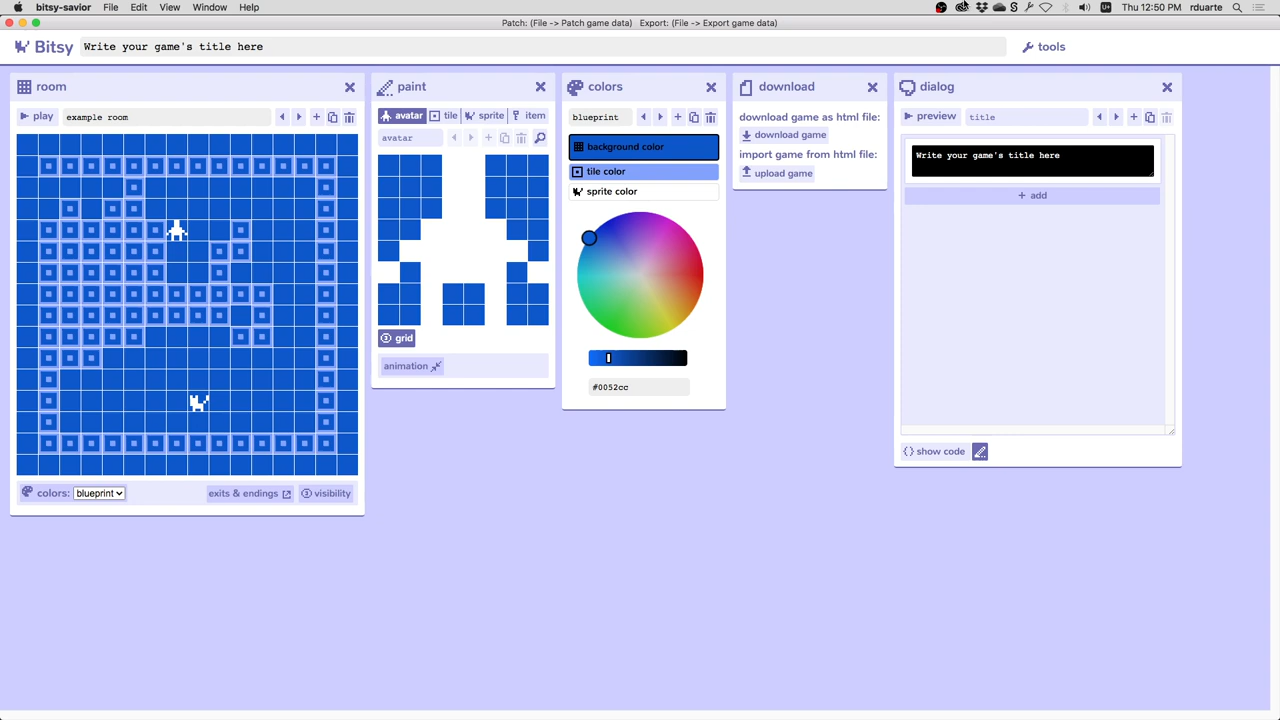 bitsy-savior File Edit View Window Help Thu 12:50 PM rduarte
Patch: (File -> Patch game data) Export: (File -> Export game data)
Bitsy Write your game's title here tools
room
play example room
colors: blueprint exits & endings visibility
paint
avatar tile sprite item
avatar
grid
animation
colors
blueprint
background color
tile color
sprite color
#0052cc
download
download game as html file:
download game
import game from html file:
upload game
dialog
preview title
Write your game's title here
+ add
{} show code